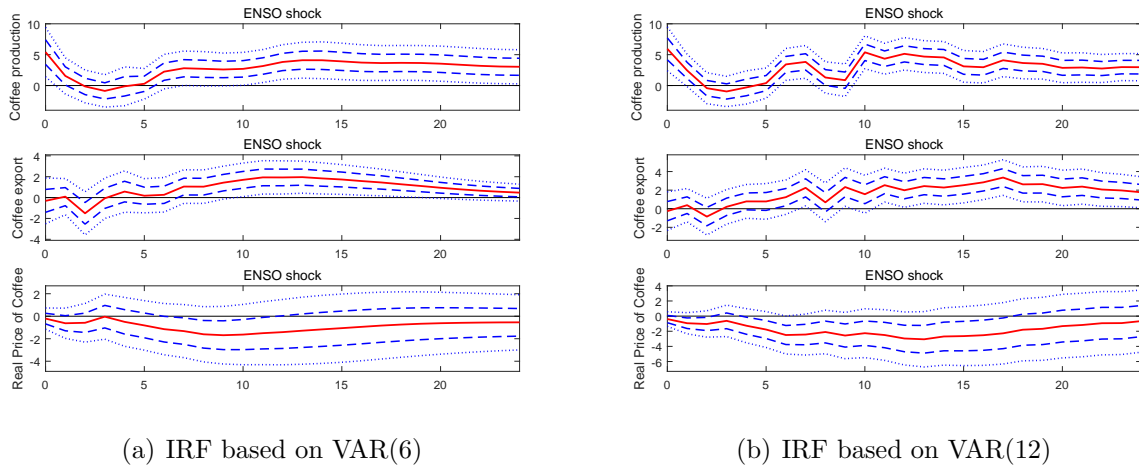 ENSO shock
Coffee production
10
5
0
0 5 10 15 20
ENSO shock
Coffee export
4
2
0
-2
-4
0 5 10 15 20
ENSO shock
Real Price of Coffee
2
0
-2
-4
0 5 10 15 20
(a) IRF based on VAR(6)
ENSO shock
Coffee production
10
5
0
0 5 10 15 20
ENSO shock
Coffee export
4
2
0
-2
0 5 10 15 20
ENSO shock
Real Price of Coffee
4
2
0
-2
-4
-6
0 5 10 15 20
(b) IRF based on VAR(12)